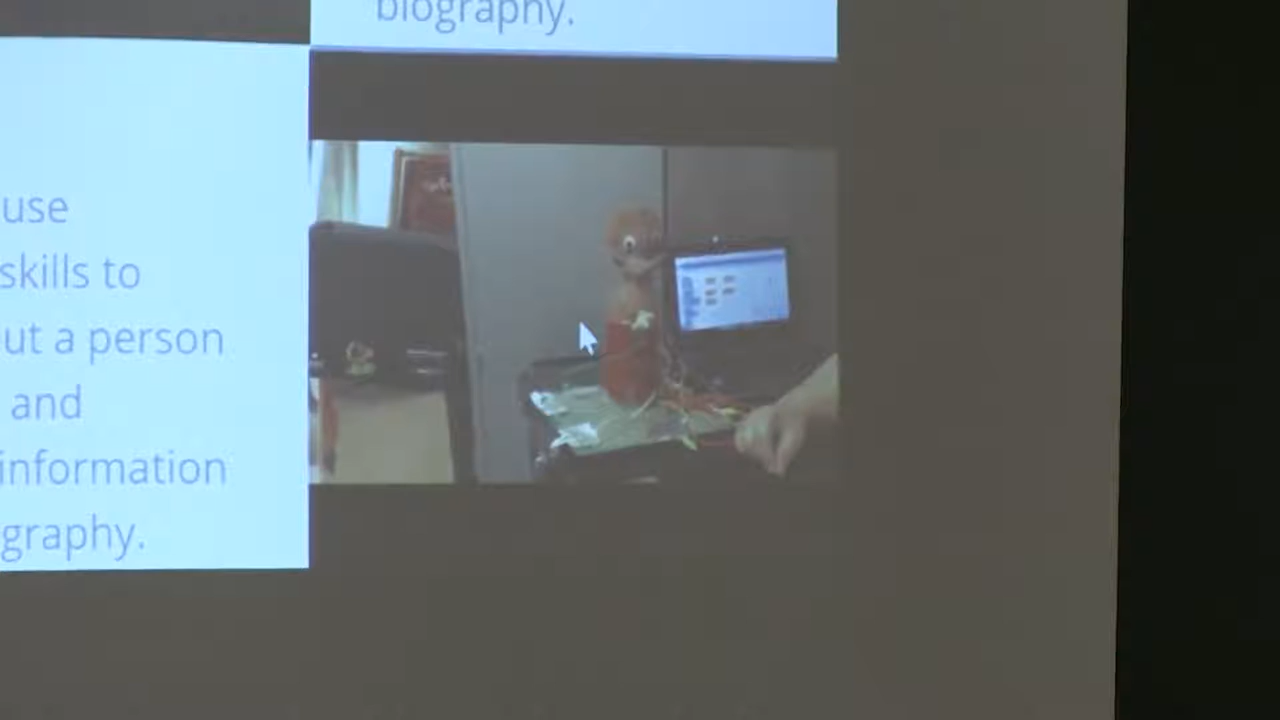 biography.
use
skills to
ut a person
and
information
graphy.